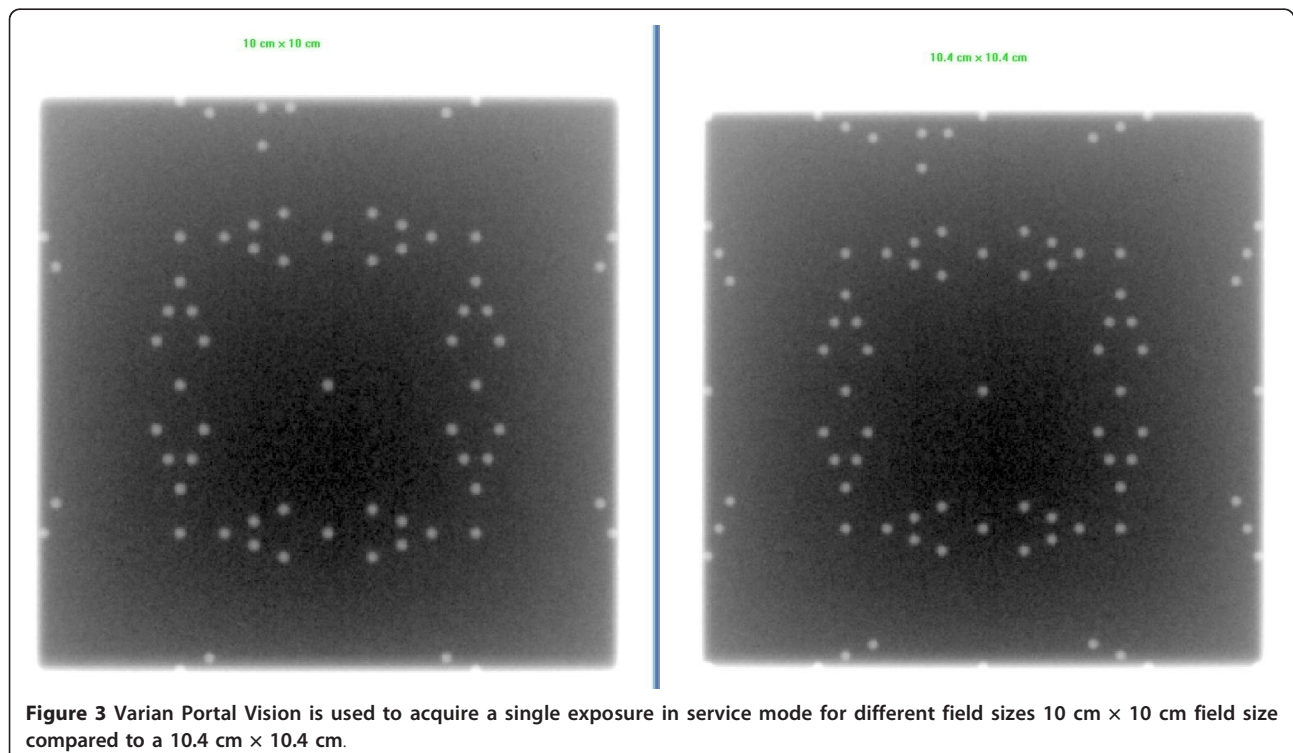 10 cm x 10 cm
10.4 cm x 10.4 cm
Figure 3 Varian Portal Vision is used to acquire a single exposure in service mode for different field sizes 10 cm × 10 cm field size
compared to a 10.4 cm × 10.4 cm.